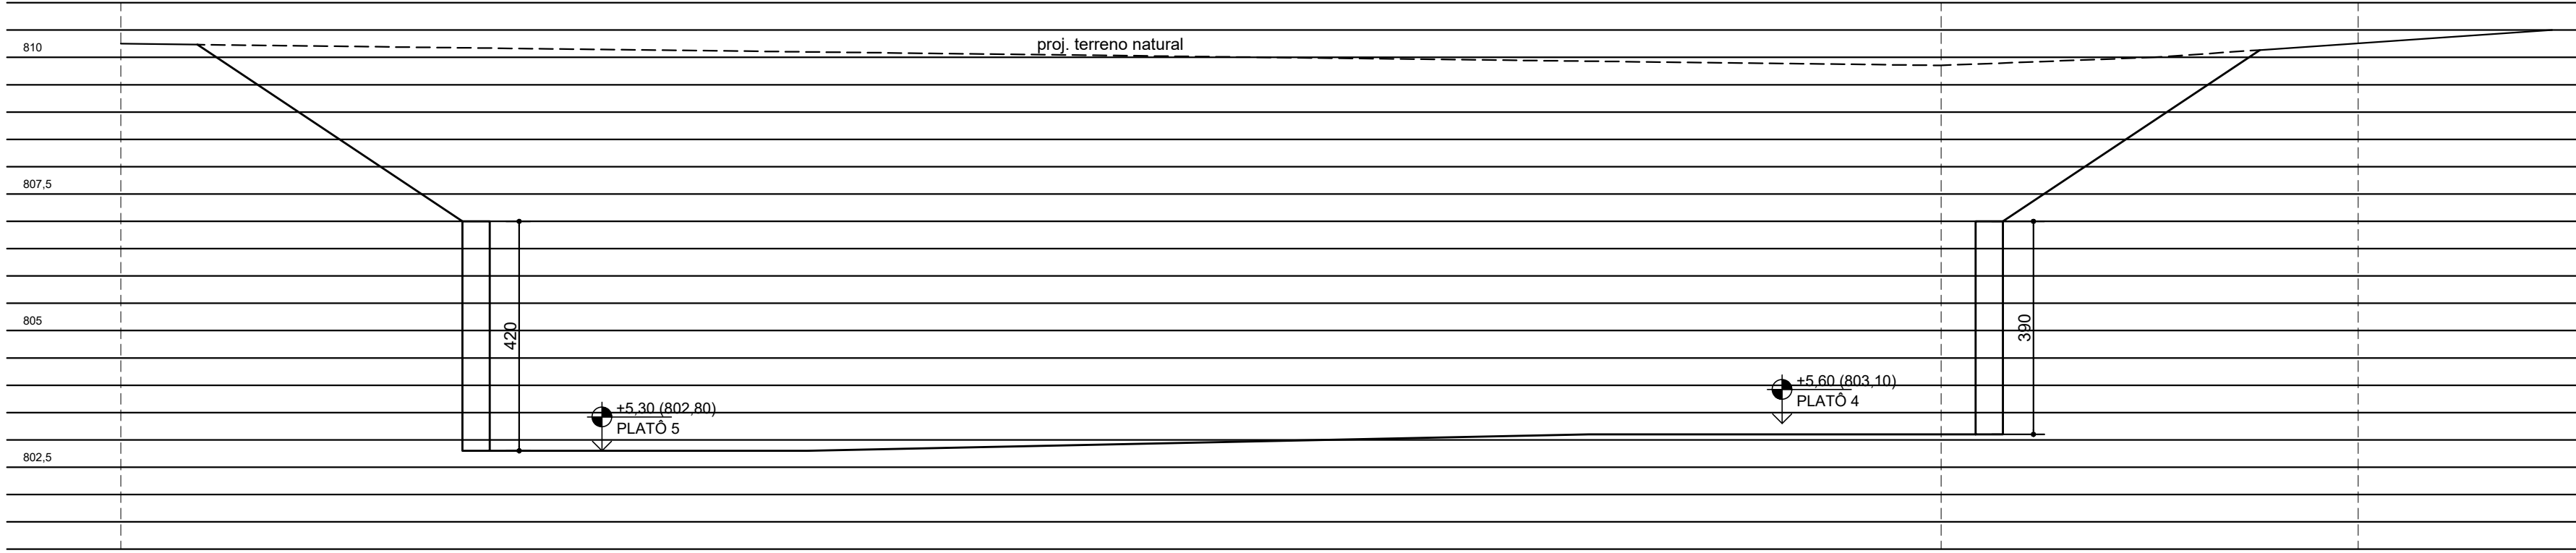 810
proj. terreno natural
807,5
805
420
390
+5,60 (803,10)
PLATÔ 4
+5,30 (802,80)
PLATÔ 5
802,5